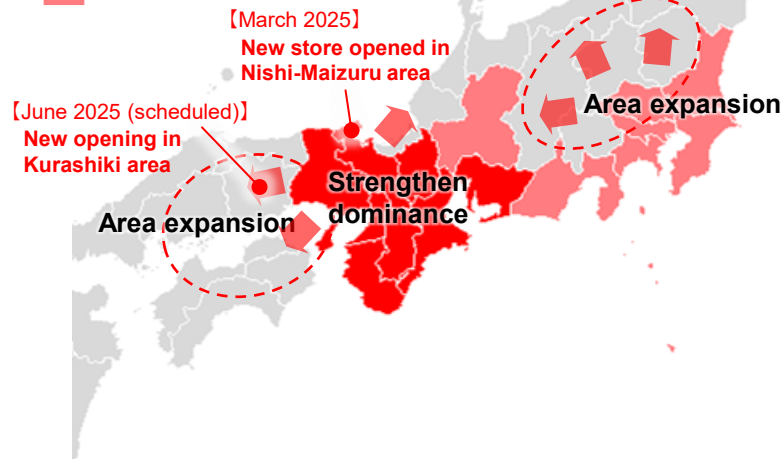 【March 2025】
New store opened in
Nishi-Maizuru area
【June 2025 (scheduled)】
New opening in
Kurashiki area
Area expansion
Strengthen
dominance
Area expansion